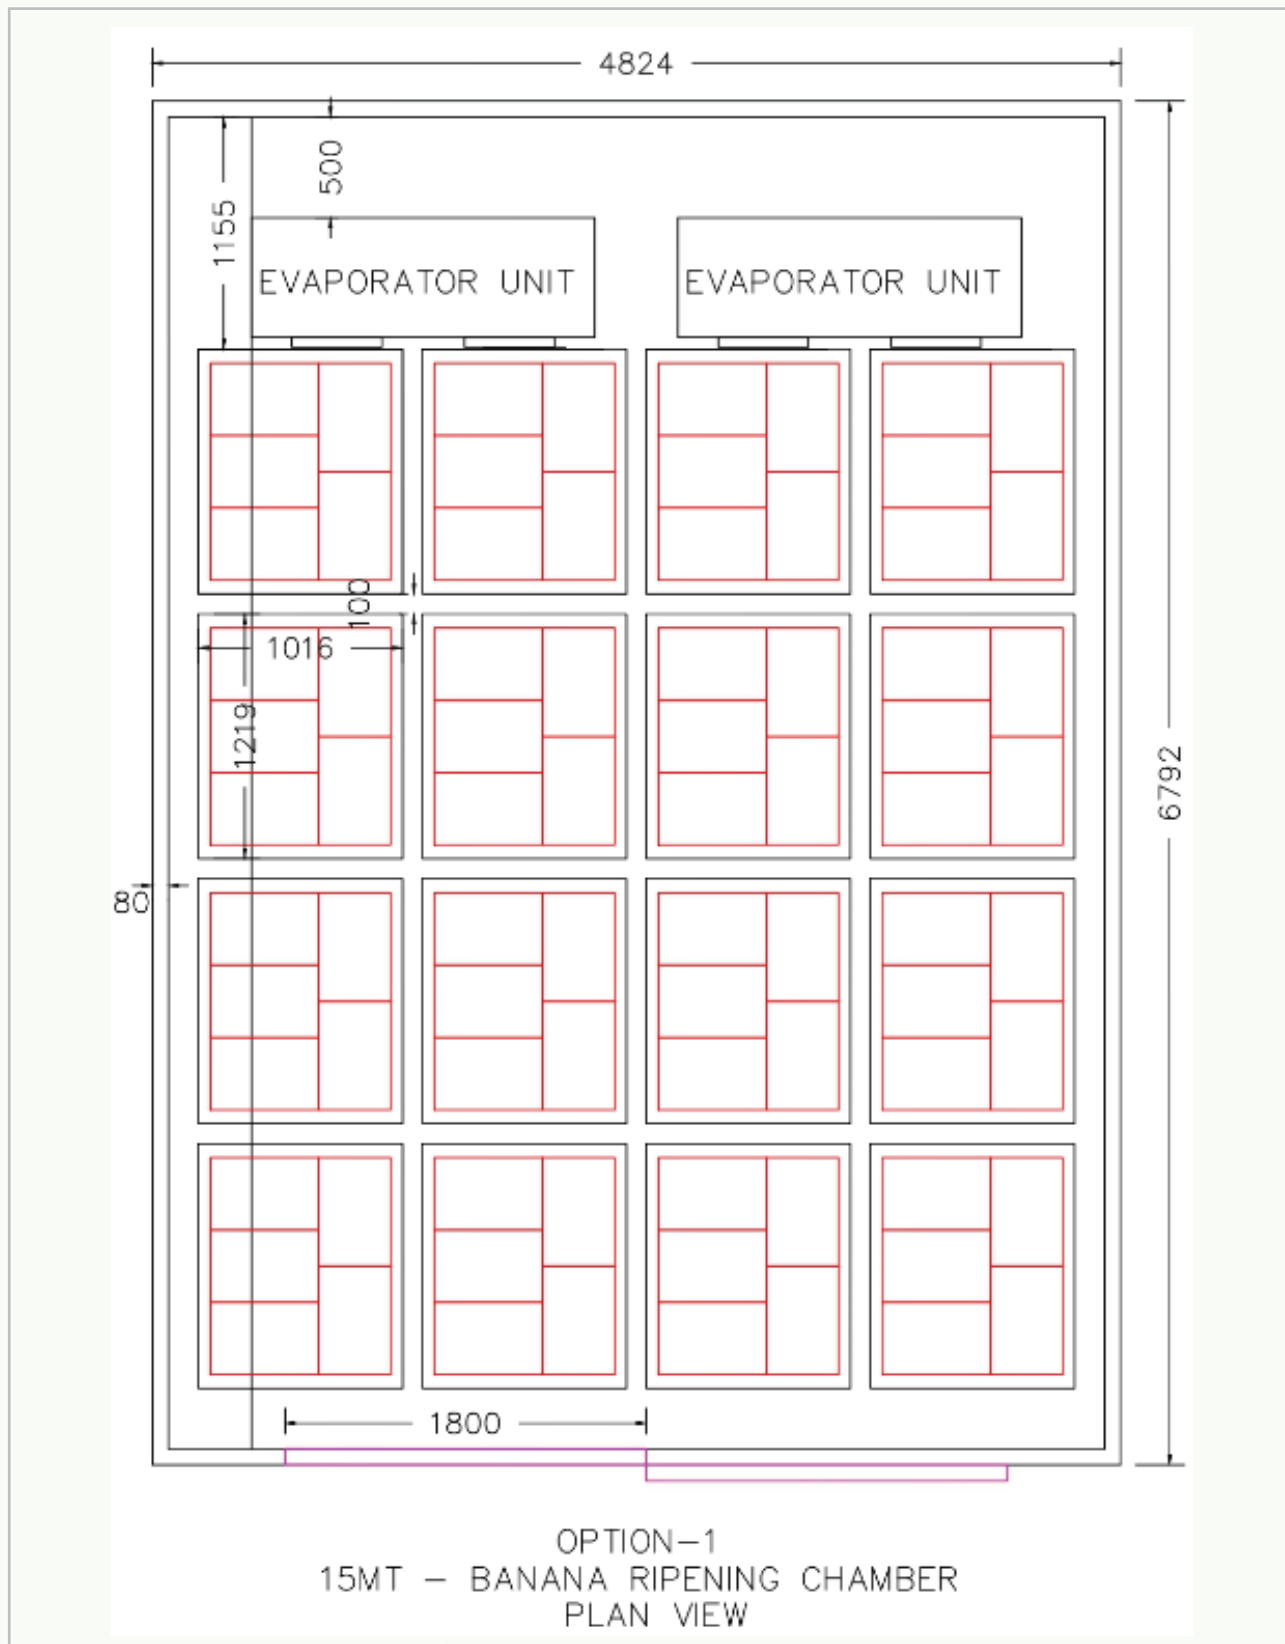 4824
500
1155
EVAPORATOR UNIT
EVAPORATOR UNIT
100
1016
1219
6792
80
1800
OPTION-1
15MT - BANANA RIPENING CHAMBER
PLAN VIEW